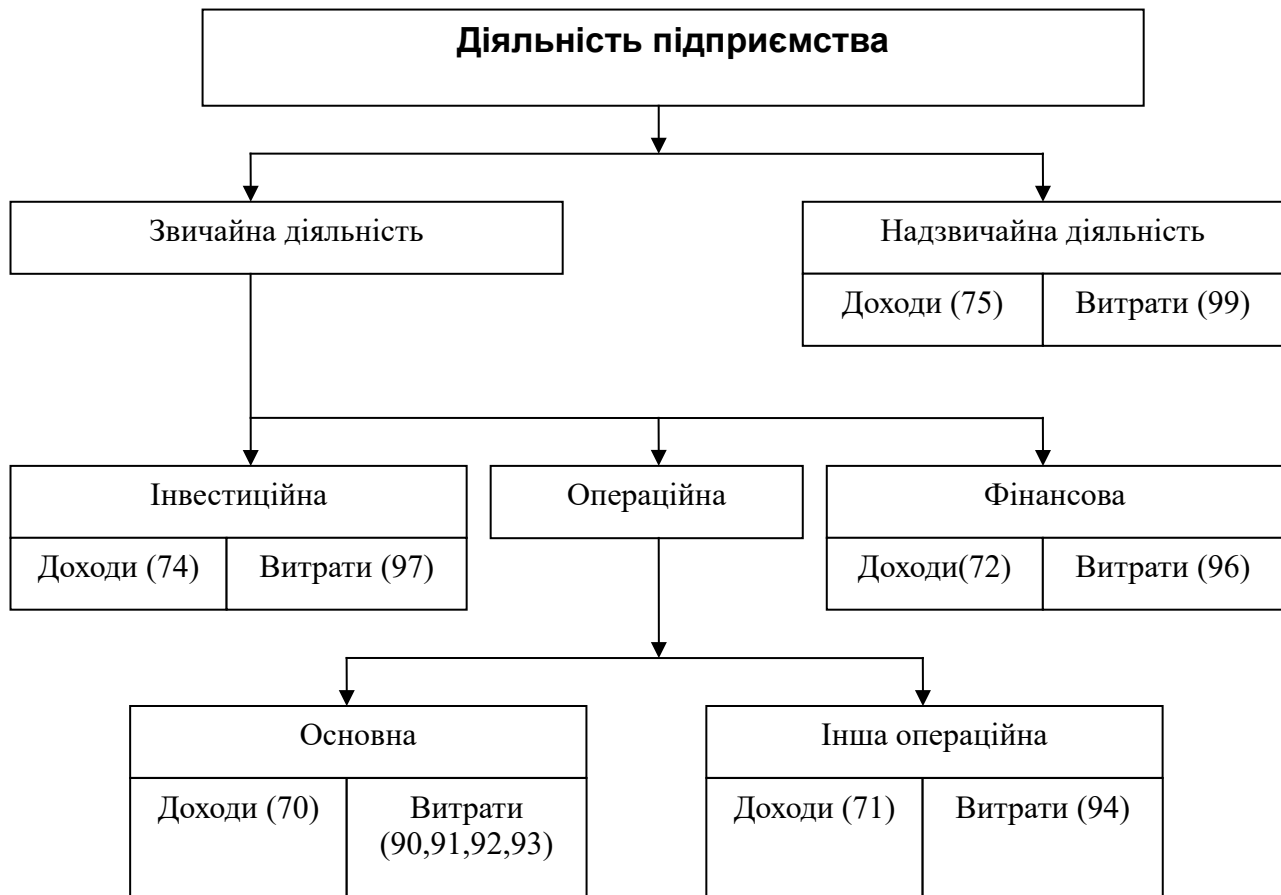 Діяльність підприємства
Звичайна діяльність
Надзвичайна діяльність
Доходи (75)
Витрати (99)
Інвестиційна
Операційна
Фінансова
Доходи (74)
Витрати (97)
Доходи(72)
Витрати (96)
Основна
Інша операційна
Доходи (70)
Витрати
(90,91,92,93)
Доходи (71)
Витрати (94)